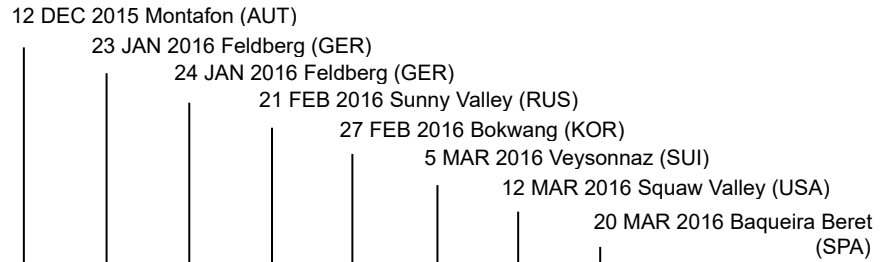 12 DEC 2015 Montafon (AUT)
23 JAN 2016 Feldberg (GER)
24 JAN 2016 Feldberg (GER)
21 FEB 2016 Sunny Valley (RUS)
27 FEB 2016 Bokwang (KOR)
5 MAR 2016 Veysonnaz (SUI)
12 MAR 2016 Squaw Valley (USA)
20 MAR 2016 Baqueira Beret
(SPA)